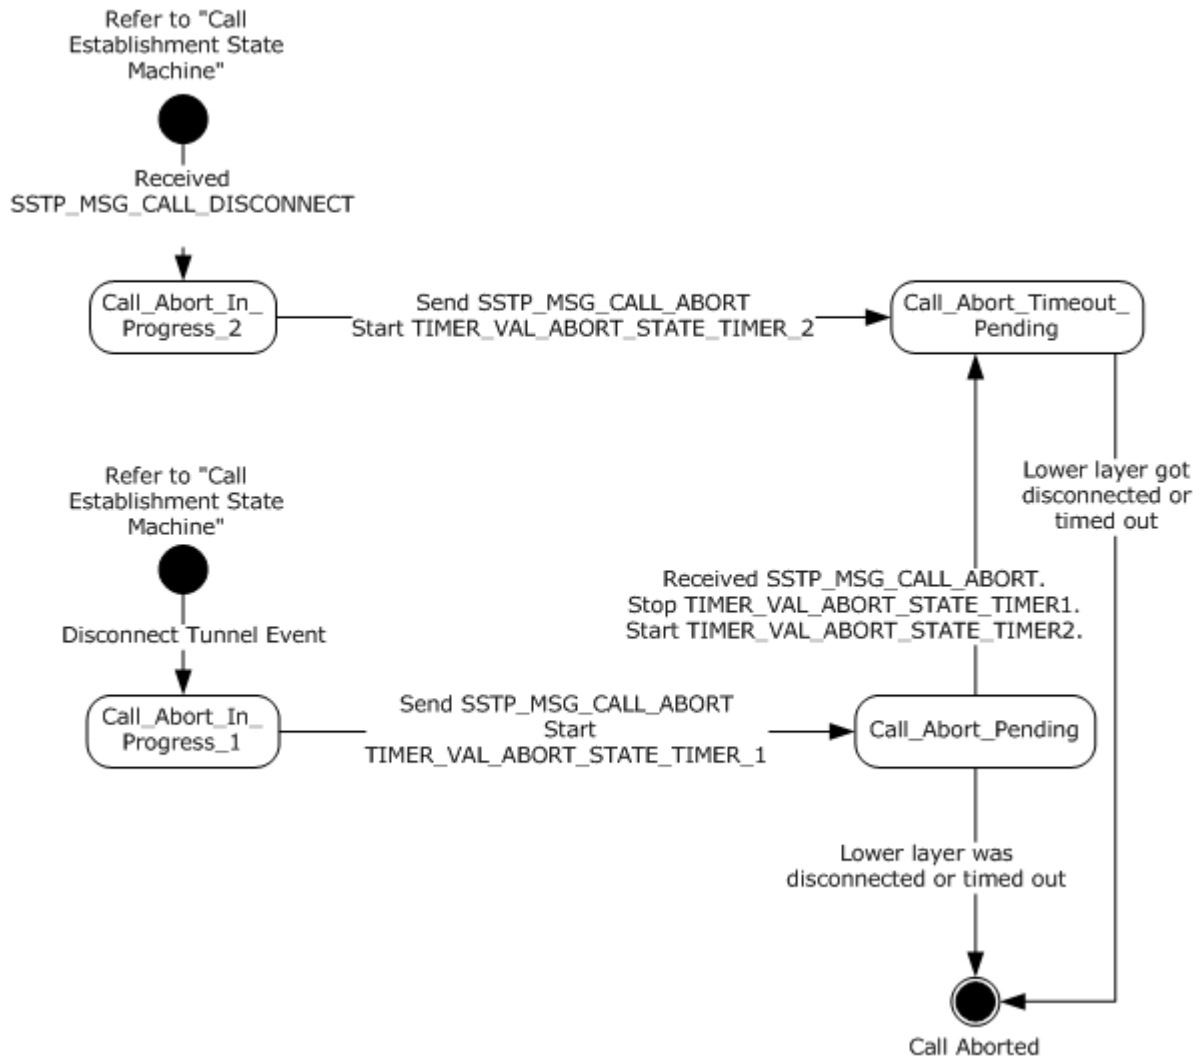 Refer to "Call
Establishment State
Machine"
Received
SSTP_MSG_CALL_DISCONNECT
Call_Abort_In_
Progress_2
Send SSTP_MSG_CALL_ABORT
Start TIMER_VAL_ABORT_STATE_TIMER_2
Call_Abort_Timeout_
Pending
Refer to "Call
Establishment State
Machine"
Lower layer got
disconnected or
timed out
Received SSTP_MSG_CALL_ABORT.
Stop TIMER_VAL_ABORT_STATE_TIMER1.
Start TIMER_VAL_ABORT_STATE_TIMER2.
Disconnect Tunnel Event
Call_Abort_In_
Progress_1
Send SSTP_MSG_CALL_ABORT
Start
TIMER_VAL_ABORT_STATE_TIMER_1
Call_Abort_Pending
Lower layer was
disconnected or timed out
Call Aborted